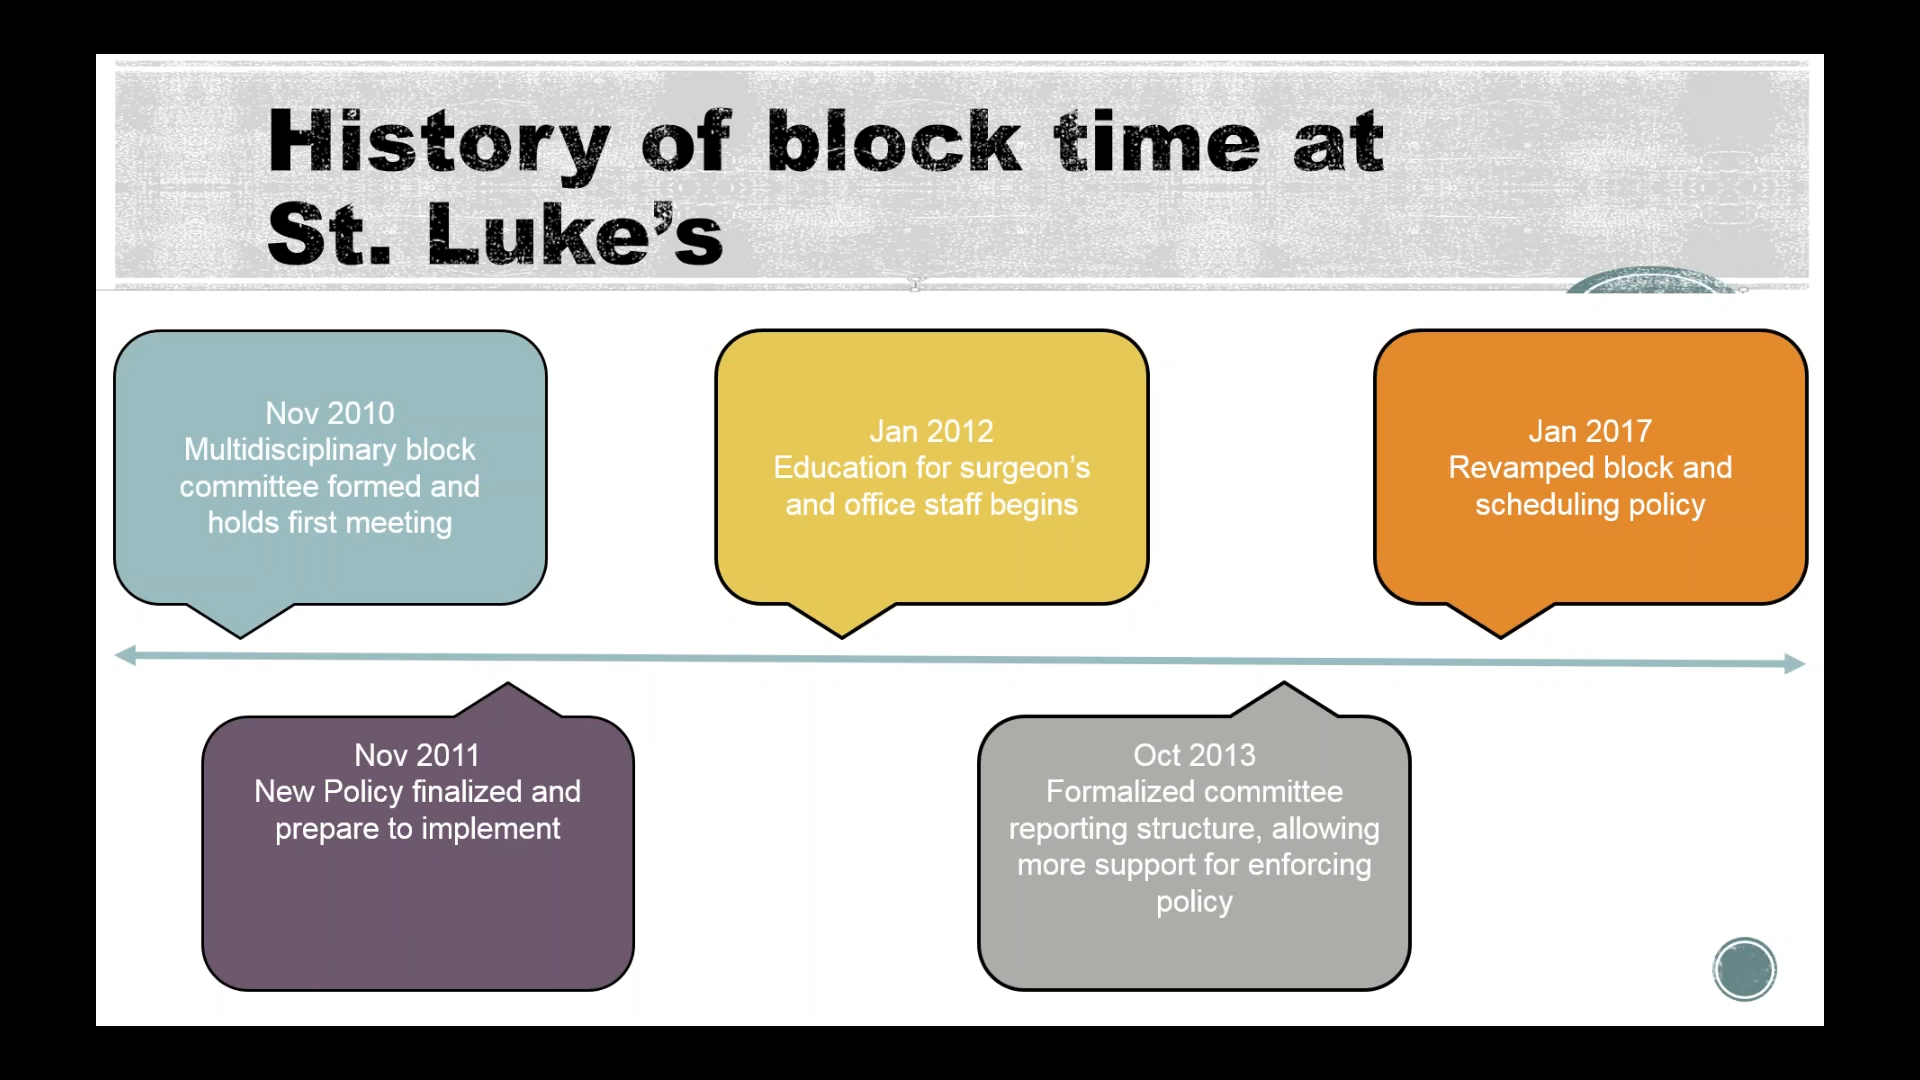 History of block time at
St. Luke’s
Nov 2010
Multidisciplinary block
committee formed and
holds first meeting
Jan 2012
Education for surgeon’s
and office staff begins
Jan 2017
Revamped block and
scheduling policy
Nov 2011
New Policy finalized and
prepare to implement
Oct 2013
Formalized committee
reporting structure, allowing
more support for enforcing
policy